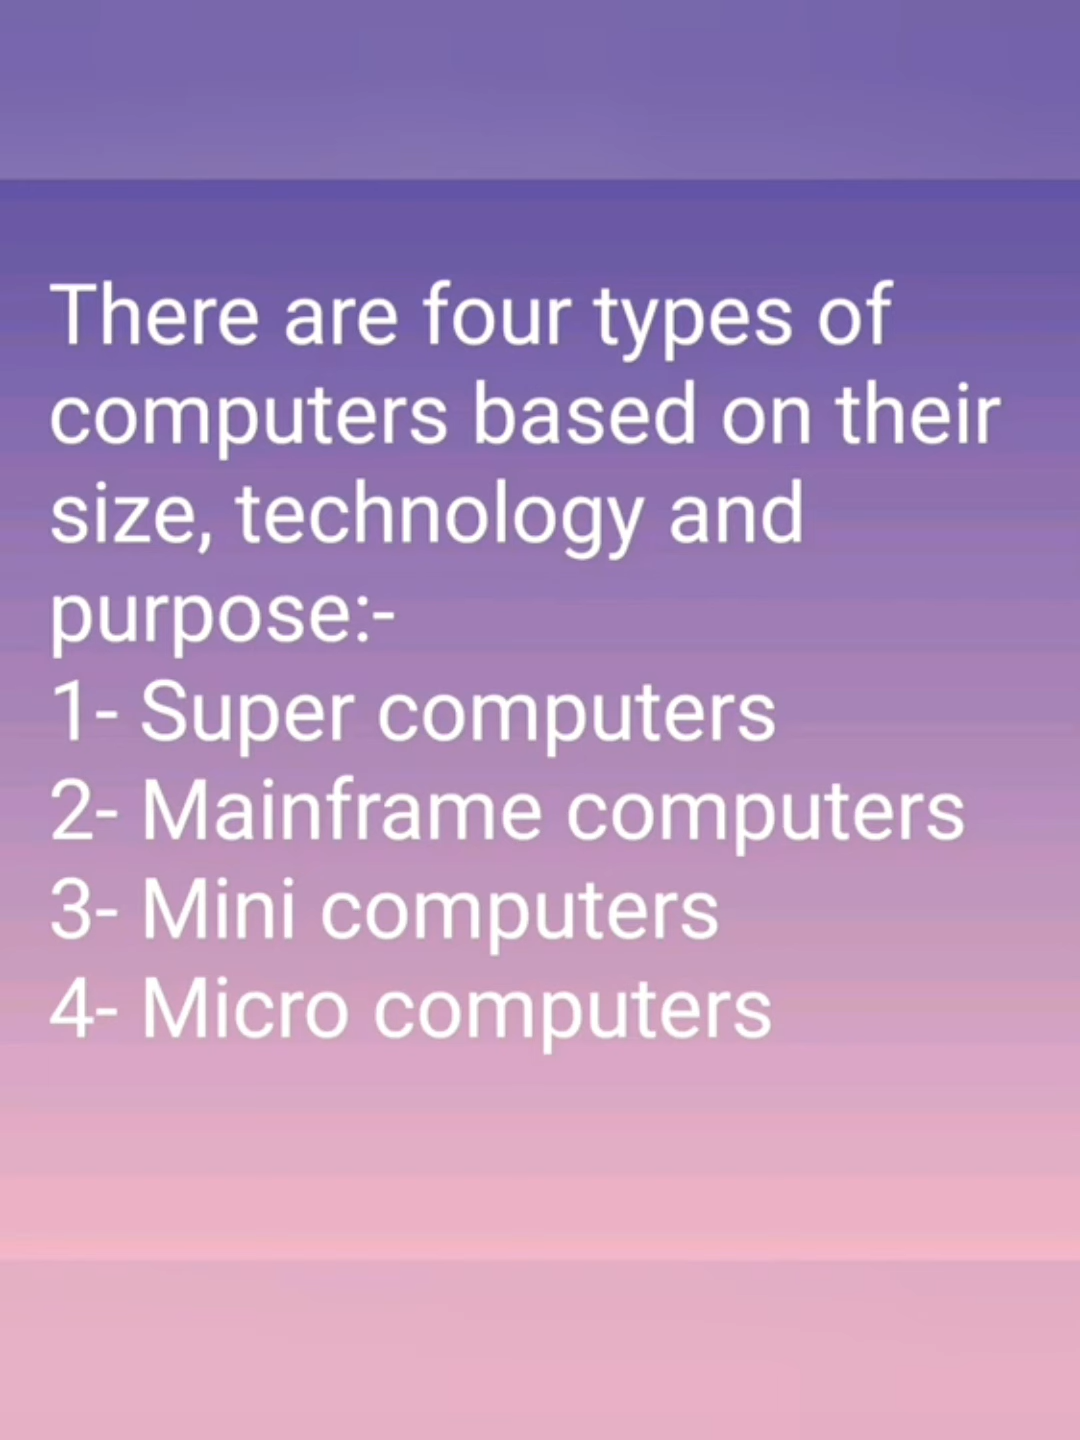 There are four types of
computers based on their
size, technology and
purpose:-
1- Super computers
2- Mainframe computers
3- Mini computers
4- Micro computers